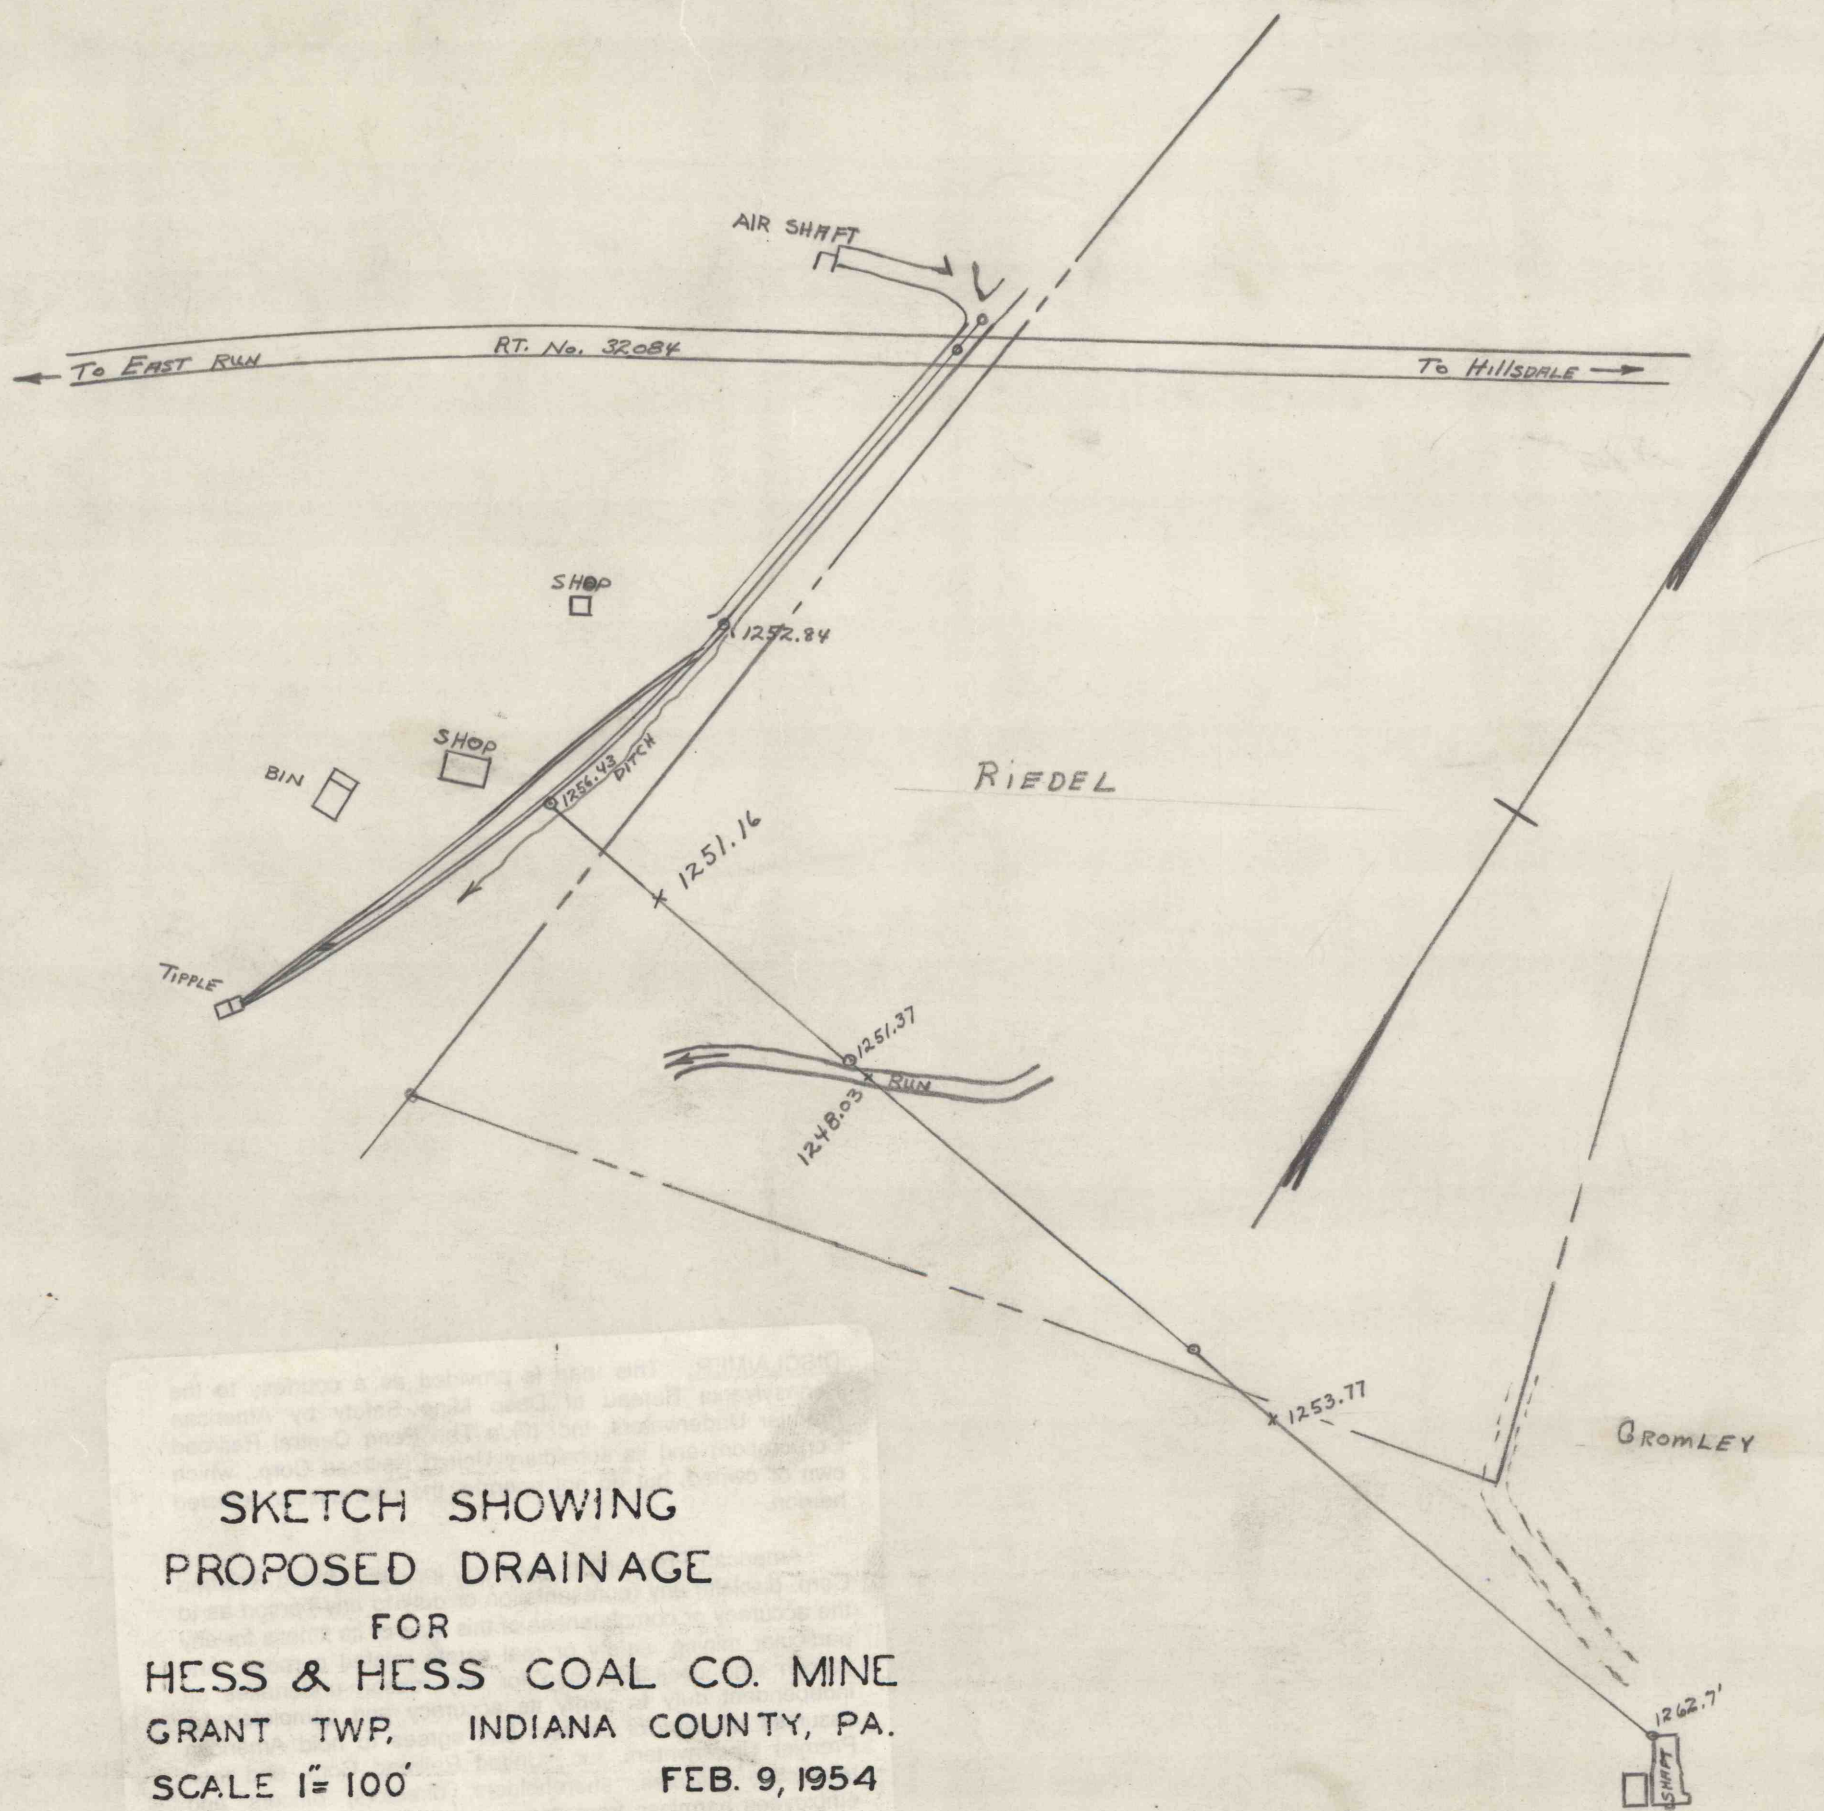 AIR SHAFT
To EAST RUN
RT. No. 32084
To HillSDALE
SHOP
1252.84
SHOP
BIN
1256.43
DITCH
1251.16
RiEDEL
TIPPLE
1251.37
RUN
1248.03
1253.77
GROMLEY
1262.7'
SHAFT
SKETCH SHOWING
PROPOSED DRAINAGE
FOR
HESS & HESS COAL CO. MINE
GRANT TWP, INDIANA COUNTY, PA.
SCALE 1"= 100'
FEB. 9, 1954